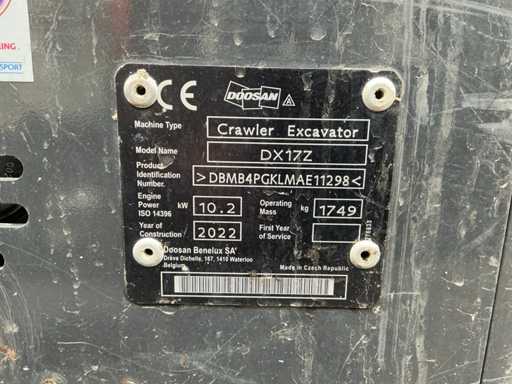 LING.
SPORT
CE
DOOSAN
Machine Type Crawler Excavator
Model Name DX17Z
Product Identification Number. >DBMB4PGKLMAE11298<
Engine Power ISO 14396 kW 10.2 Operating Mass kg 1749
Year of Construction 2022 First Year of Service
Doosan Benelux SA
Drève Richelle, 167, 1410 Waterloo
Belgium
Made in Czech Republic